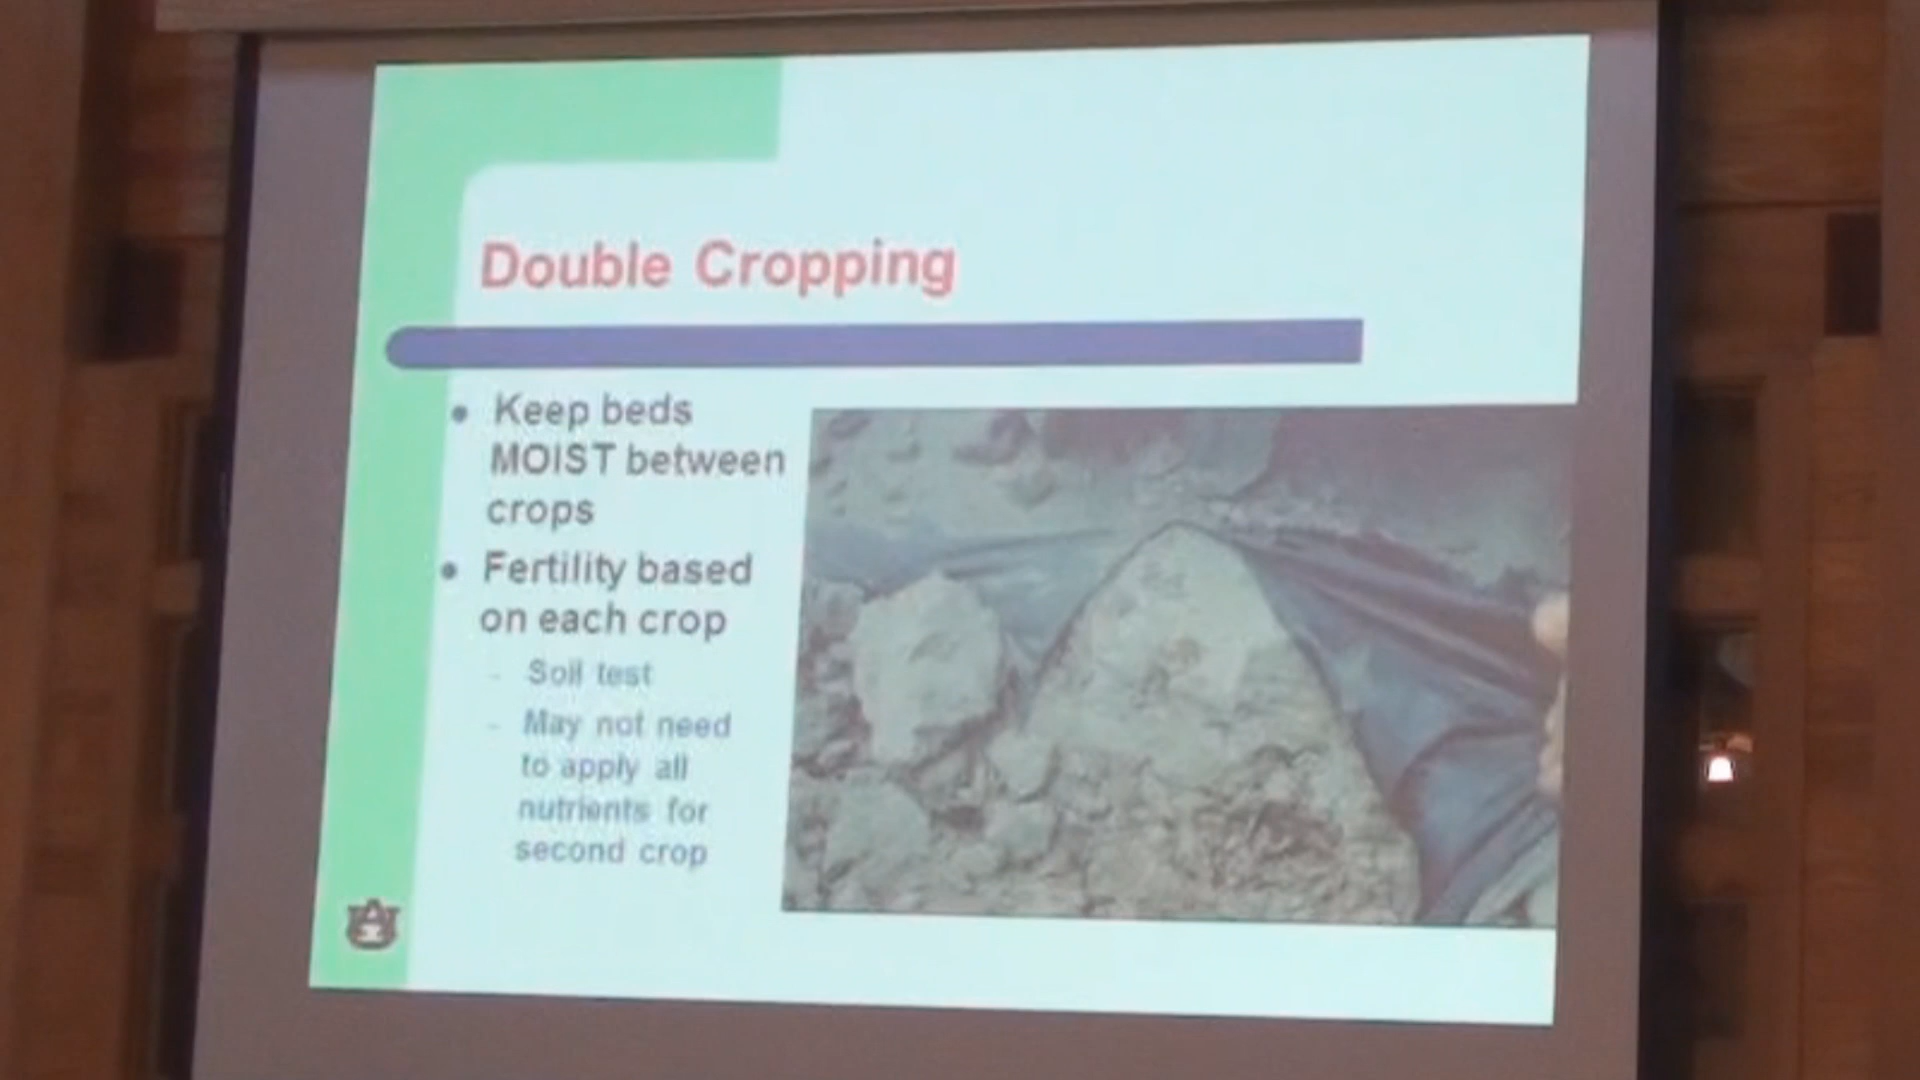 Double Cropping
Keep beds
MOIST between
crops
Fertility based
on each crop
- Soil test
- May not need
to apply all
nutrients for
second crop
AU